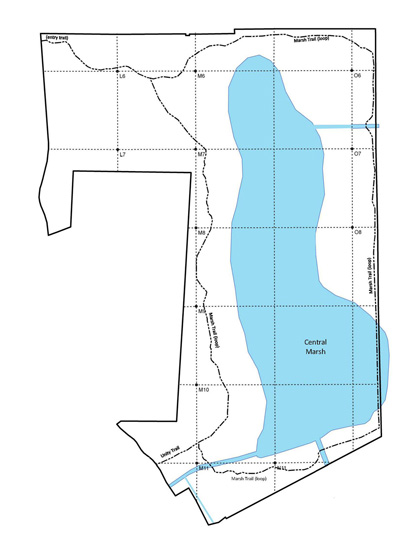 (entry trail)
Marsh Trail (loop)
L6
M6
O6
L7
M7
O7
M8
O8
Marsh Trail (loop)
M9
Marsh Trail (loop)
Central
Marsh
M10
Unity Trail
M11
N11
Marsh Trail (loop)